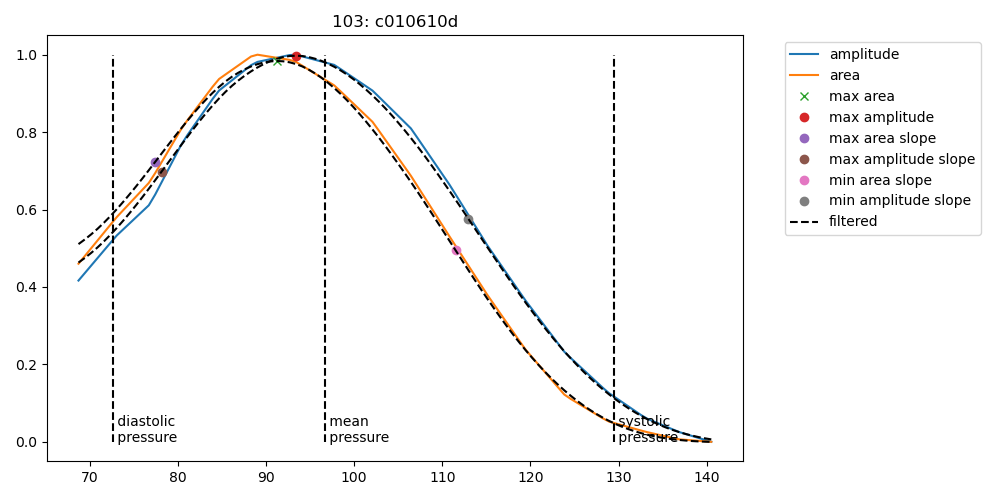 103: c010610d
amplitude
area
max area
max amplitude
max area slope
max amplitude slope
min area slope
min amplitude slope
filtered
1.0
0.8
0.6
0.4
0.2
0.0
diastolic
pressure
mean
pressure
systolic
pressure
70 80 90 100 110 120 130 140